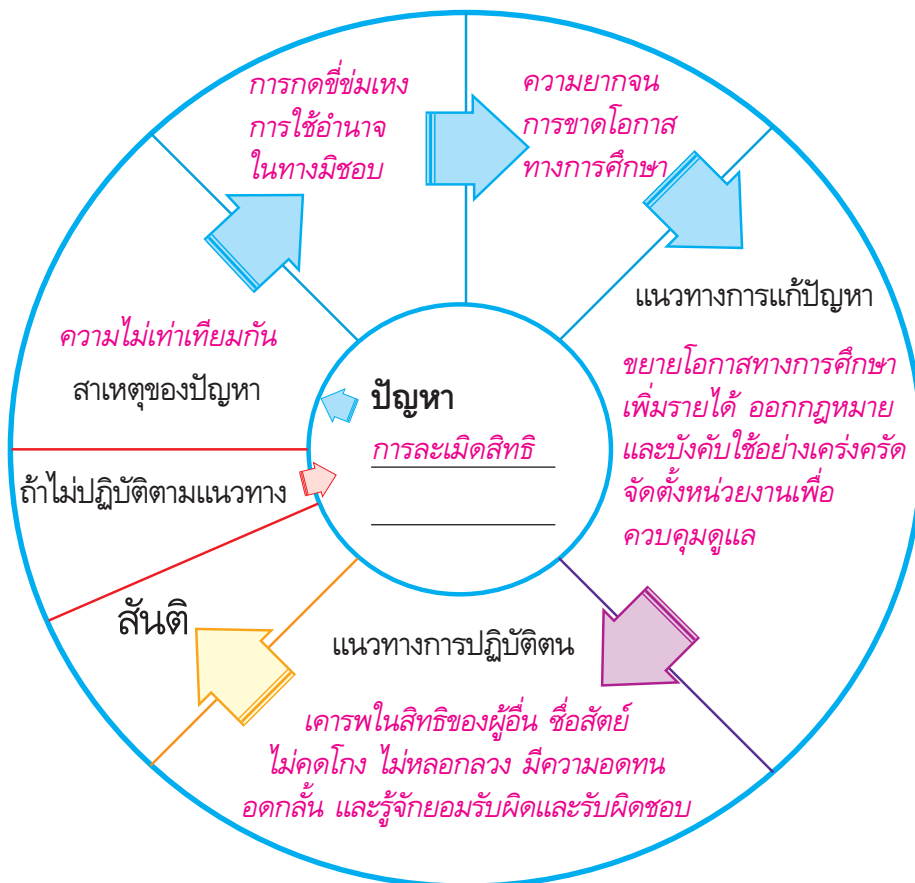 การกดขี่ข่มเหง
การใช้อำนาจ
ในทางมิชอบ
ความยากจน
การขาดโอกาส
ทางการศึกษา
แนวทางการแก้ปัญหา
ขยายโอกาสทางการศึกษา
เพิ่มรายได้ ออกกฎหมาย
และบังคับใช้อย่างเคร่งครัด
จัดตั้งหน่วยงานเพื่อ
ควบคุมดูแล
ความไม่เท่าเทียมกัน
สาเหตุของปัญหา
ปัญหา
การละเมิดสิทธิ
ถ้าไม่ปฏิบัติตามแนวทาง
สันติ
แนวทางการปฏิบัติตน
เคารพในสิทธิของผู้อื่น ซื่อสัตย์
ไม่คดโกง ไม่หลอกลวง มีความอดทน
อดกลั้น และรู้จักยอมรับผิดและรับผิดชอบ